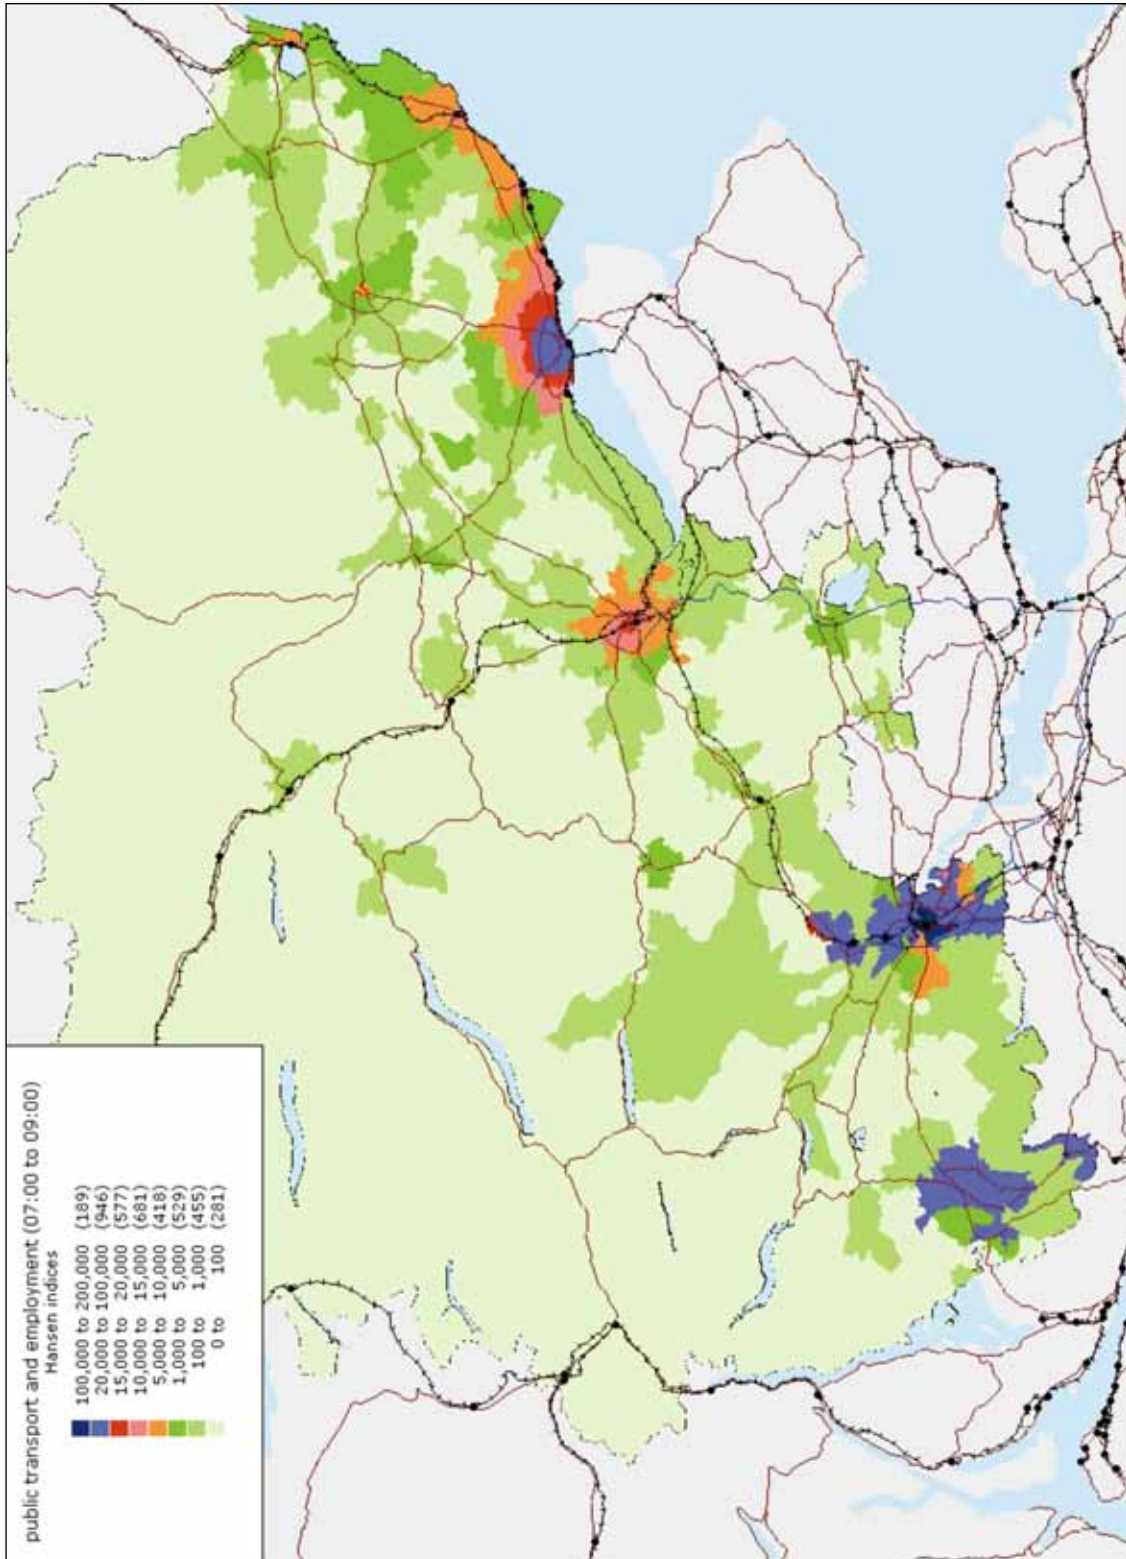 public transport and employment (07:00 to 09:00)
Hansen indices
100,000 to 200,000 (189)
20,000 to 100,000 (946)
15,000 to 20,000 (577)
10,000 to 15,000 (681)
5,000 to 10,000 (418)
1,000 to 5,000 (529)
100 to 1,000 (455)
0 to 100 (281)